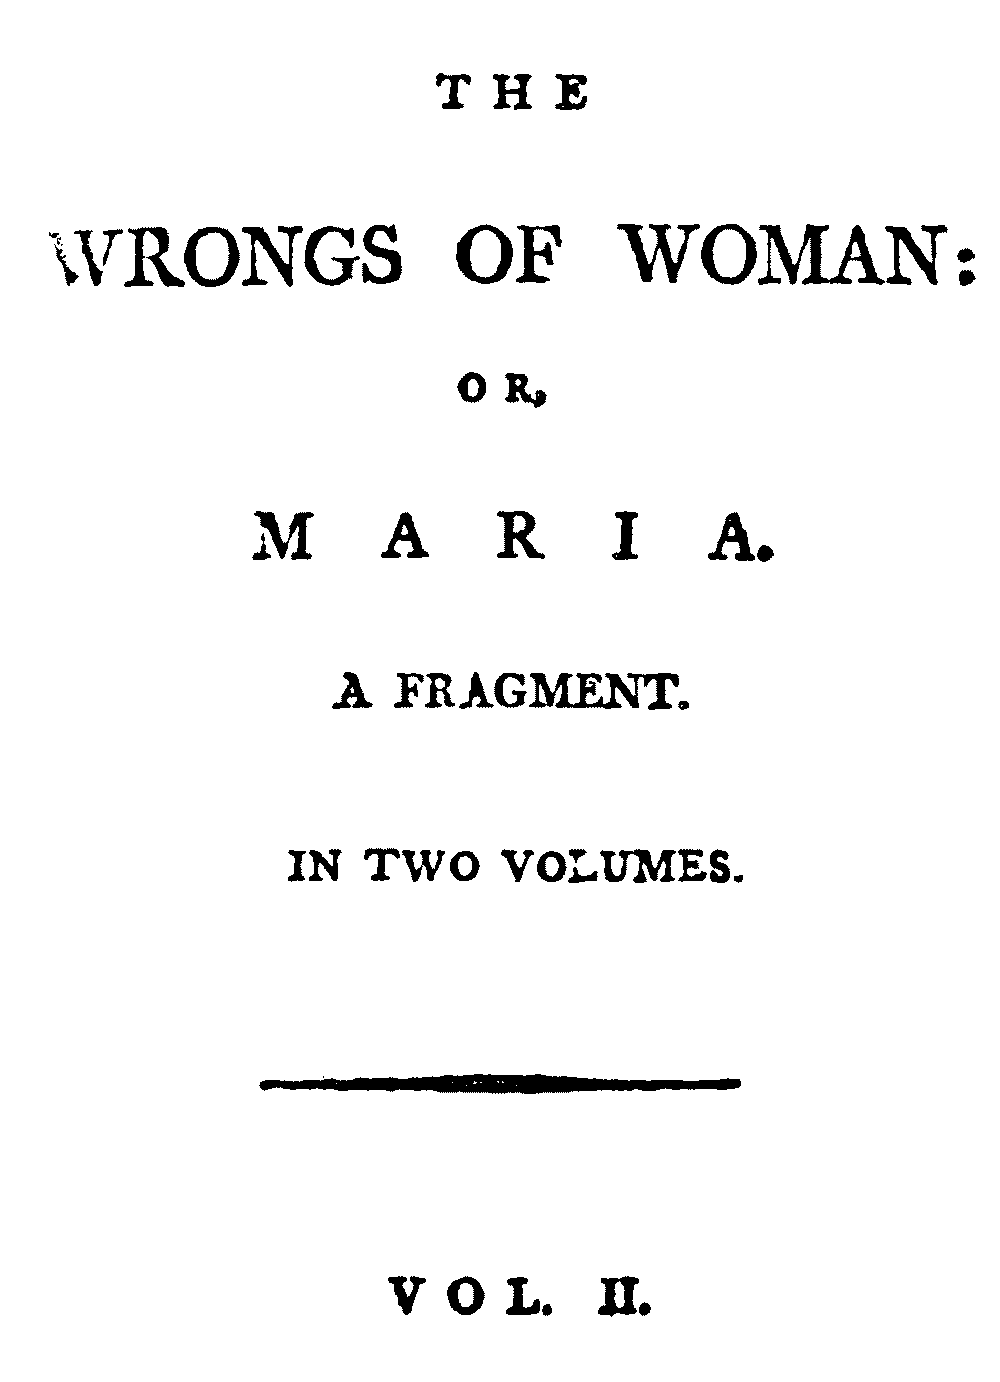 THE
WRONGS OF WOMAN:
OR,
MARIA.
A FRAGMENT.
IN TWO VOLUMES.
VOL. II.